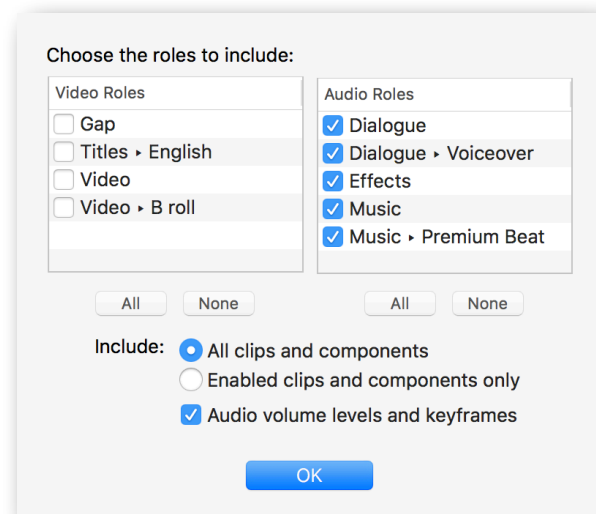 Choose the roles to include:
Video Roles
Gap
Titles ▸ English
Video
Video ▸ B roll
All
None
Audio Roles
Dialogue
Dialogue ▸ Voiceover
Effects
Music
Music ▸ Premium Beat
All
None
Include:
All clips and components
Enabled clips and components only
Audio volume levels and keyframes
OK